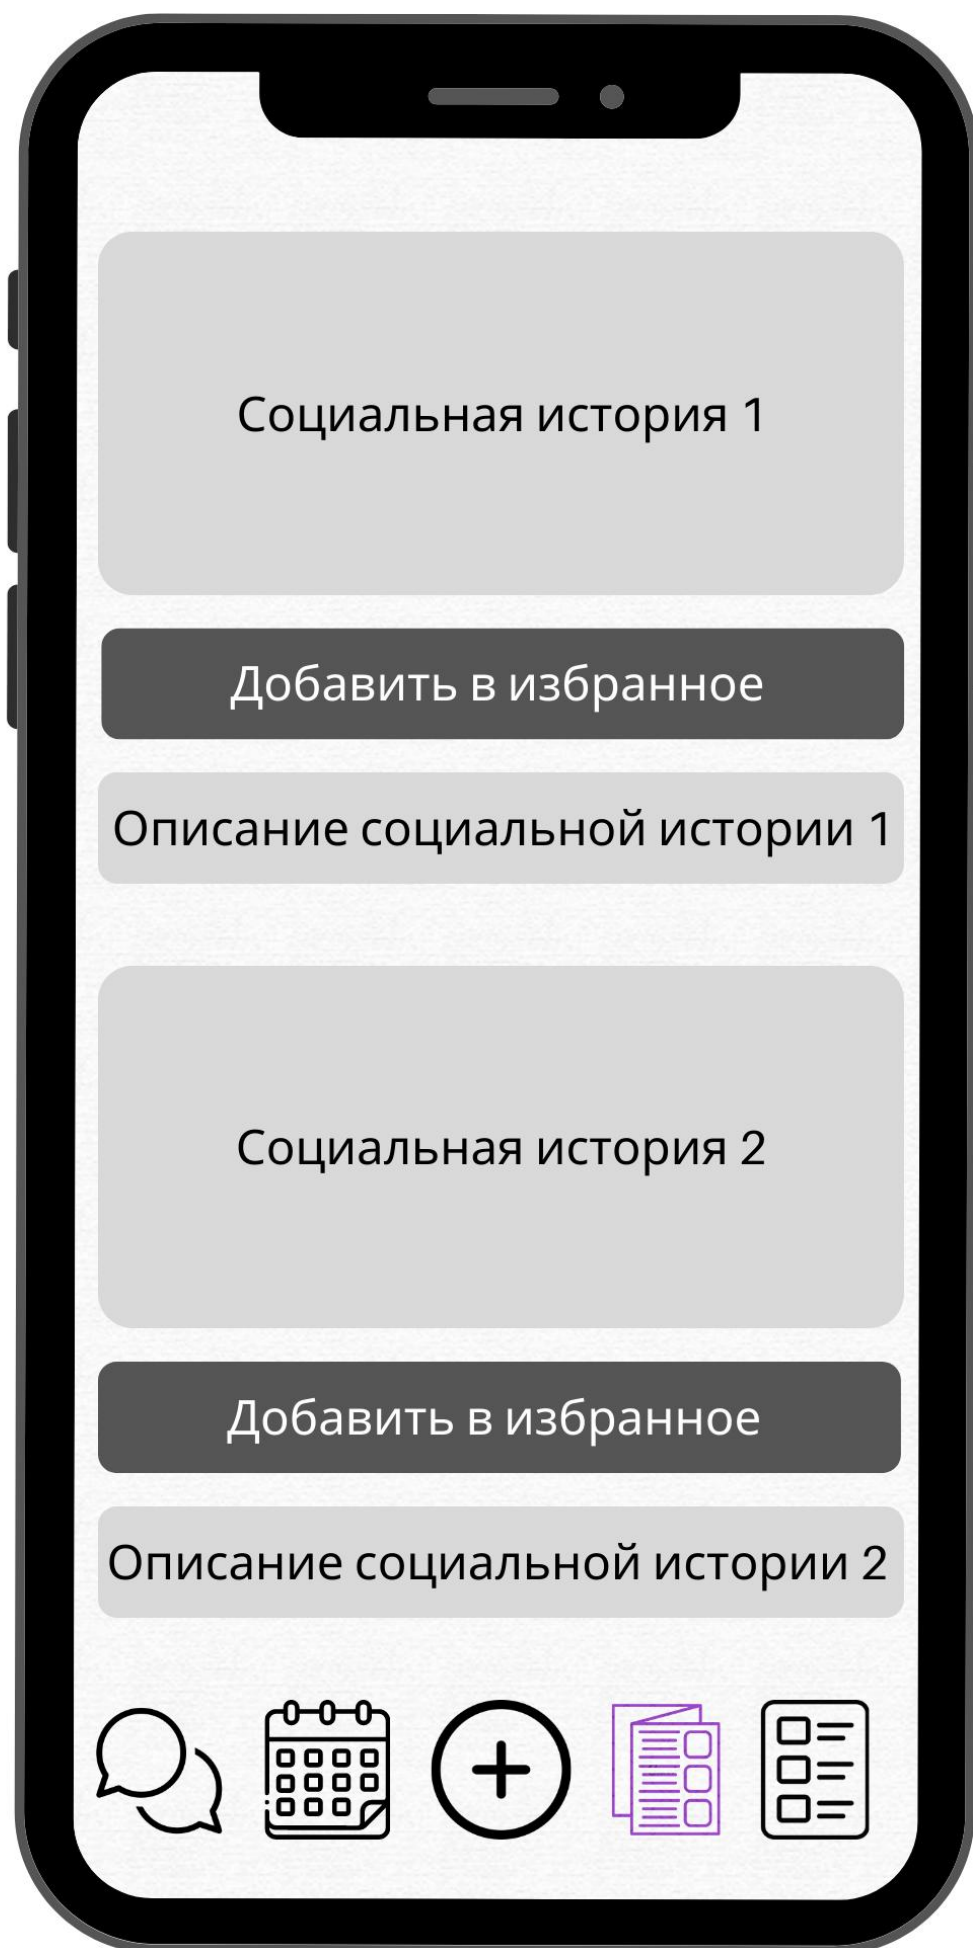 Социальная история 1
Добавить в избранное
Описание социальной истории 1
Социальная история 2
Добавить в избранное
Описание социальной истории 2